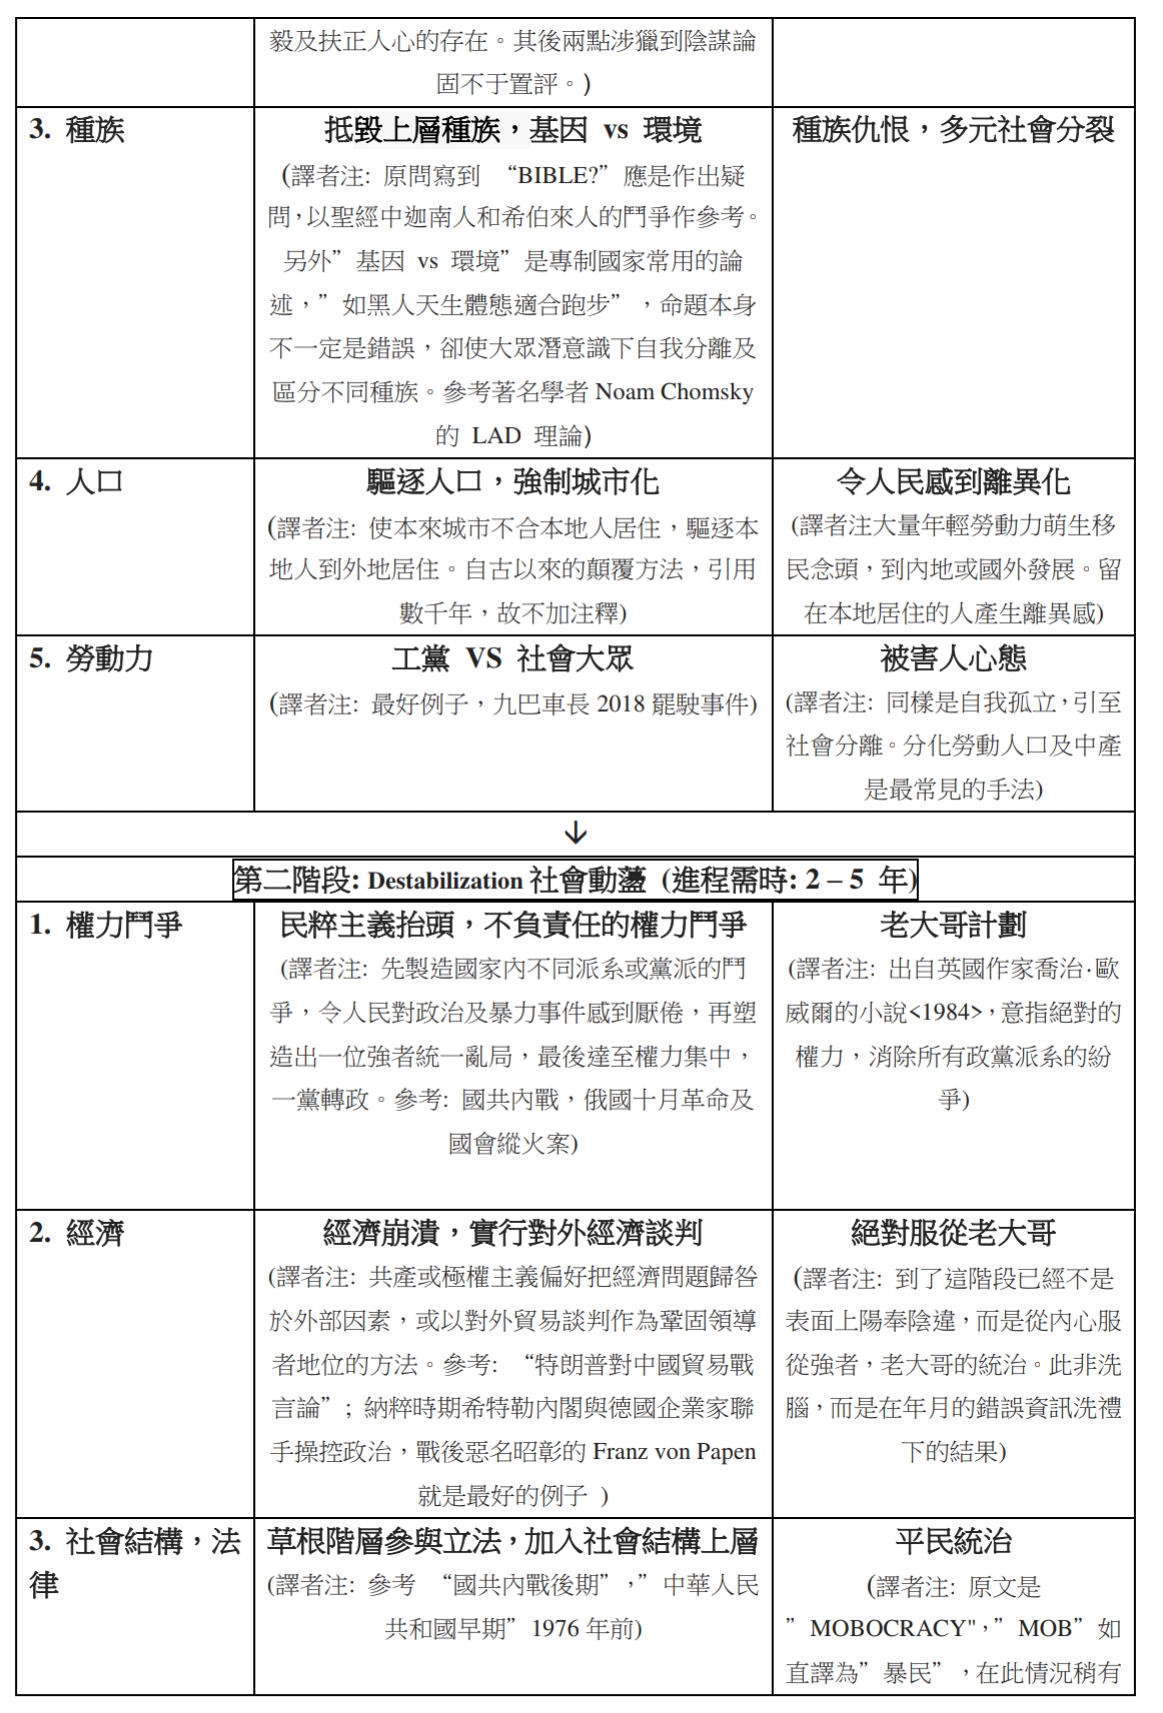 毅及扶正人心的存在。其後兩點涉獵到陰謀論
固不于置評。)
3. 種族
抵毀上層種族，基因 vs 環境
(譯者注: 原問寫到 “BIBLE?”應是作出疑
問，以聖經中迦南人和希伯來人的鬥爭作參考。
另外”基因 vs 環境”是專制國家常用的論
述，”如黑人天生體態適合跑步”，命題本身
不一定是錯誤，卻使大眾潛意識下自我分離及
區分不同種族。參考著名學者 Noam Chomsky
的 LAD 理論)
種族仇恨，多元社會分裂
4. 人口
驅逐人口，強制城市化
(譯者注: 使本來城市不合本地人居住，驅逐本
地人到外地居住。自古以來的顛覆方法，引用
數千年，故不加注釋)
令人民感到離異化
(譯者注大量年輕勞動力萌生移
民念頭，到內地或國外發展。留
在本地居住的人產生離異感)
5. 勞動力
工黨 VS 社會大眾
(譯者注: 最好例子，九巴車長 2018 罷駛事件)
被害人心態
(譯者注: 同樣是自我孤立，引至
社會分離。分化勞動人口及中產
是最常見的手法)
↓
第二階段: Destabilization 社會動盪 (進程需時: 2 – 5 年)
1. 權力鬥爭
民粹主義抬頭，不負責任的權力鬥爭
(譯者注: 先製造國家內不同派系或黨派的鬥
爭，令人民對政治及暴力事件感到厭倦，再塑
造出一位強者統一亂局，最後達至權力集中，
一黨轉政。參考: 國共內戰，俄國十月革命及
國會縱火案)
老大哥計劃
(譯者注: 出自英國作家喬治·歐
威爾的小說<1984>，意指絕對的
權力，消除所有政黨派系的紛
爭)
2. 經濟
經濟崩潰，實行對外經濟談判
(譯者注: 共產或極權主義偏好把經濟問題歸咎
於外部因素，或以對外貿易談判作為鞏固領導
者地位的方法。參考: “特朗普對中國貿易戰
言論”; 納粹時期希特勒內閣與德國企業家聯
手操控政治，戰後惡名昭彰的 Franz von Papen
就是最好的例子 )
絕對服從老大哥
(譯者注: 到了這階段已經不是
表面上陽奉陰違，而是從內心服
從強者，老大哥的統治。此非洗
腦，而是在年月的錯誤資訊洗禮
下的結果)
3. 社會結構，法
律
草根階層參與立法，加入社會結構上層
(譯者注: 參考 “國共內戰後期”，”中華人民
共和國早期”1976 年前)
平民統治
(譯者注: 原文是
”MOBOCRACY"，”MOB”如
直譯為”暴民”，在此情況稍有